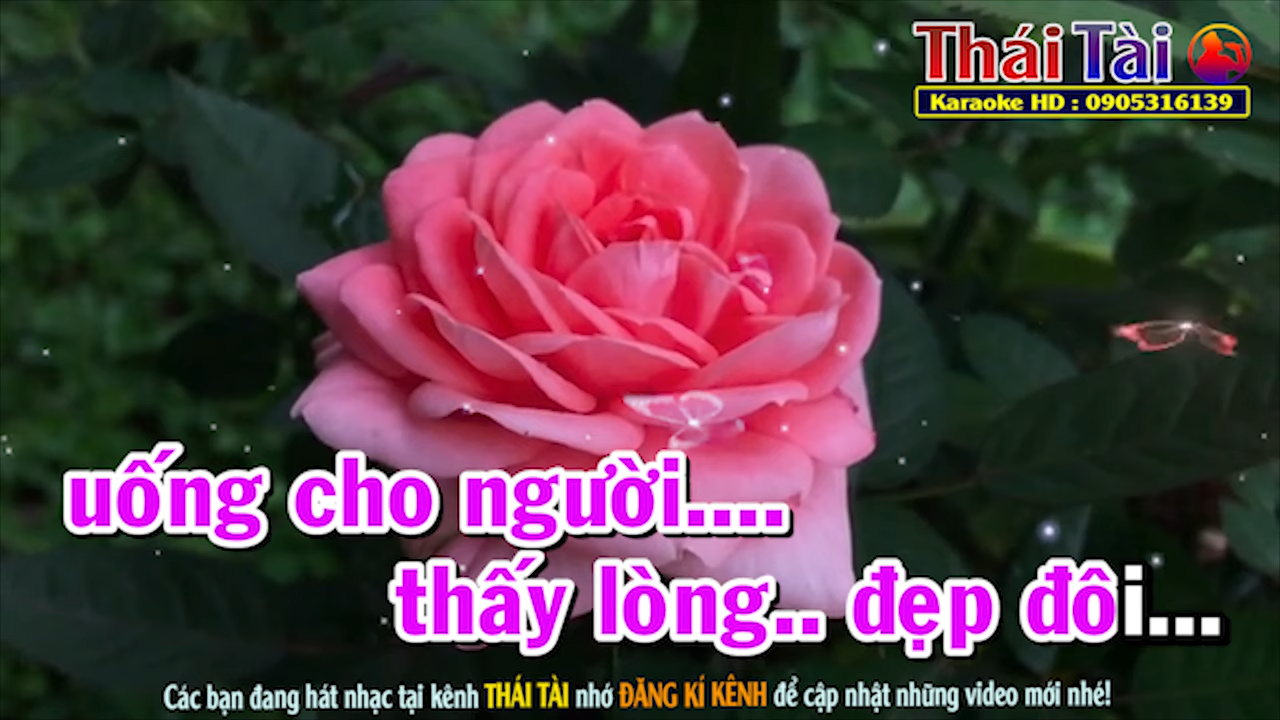 Thái Tài
Karaoke HD : 0905316139
uống cho người....
thấy lòng.. đẹp đôi...
Các bạn đang hát nhạc tại kênh THÁI TÀI nhớ ĐĂNG KÍ KÊNH để cập nhật những video mới nhé!